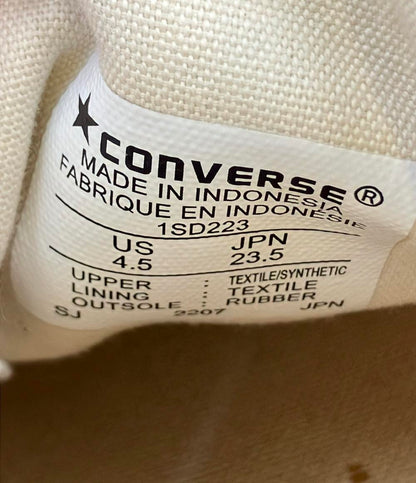 CONVERSE®
MADE IN INDONESIA
FABRIQUE EN INDONESIE
1SD223
US JPN
4.5 23.5
UPPER : TEXTILE/SYNTHETIC
LINING : TEXTILE
OUTSOLE : RUBBER
SJ 2207 JPN